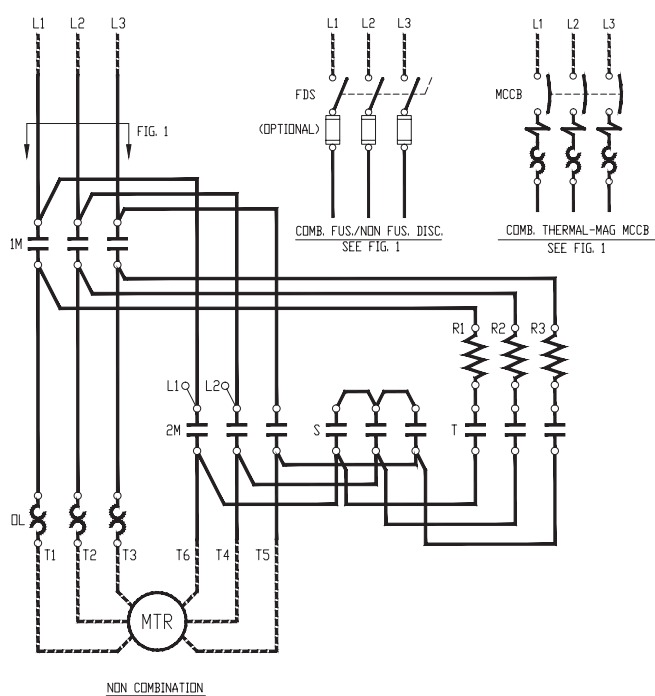 L1 L2 L3
L1 L2 L3
L1 L2 L3
FDS
MCCB
(OPTIONAL)
FIG. 1
COMB. FUS./NON FUS. DISC.
SEE FIG. 1
COMB. THERMAL-MAG MCCB
SEE FIG. 1
1M
R1 R2 R3
L1 L2
2M S T
OL
T1 T2 T3 T6 T4 T5
MTR
NON COMBINATION